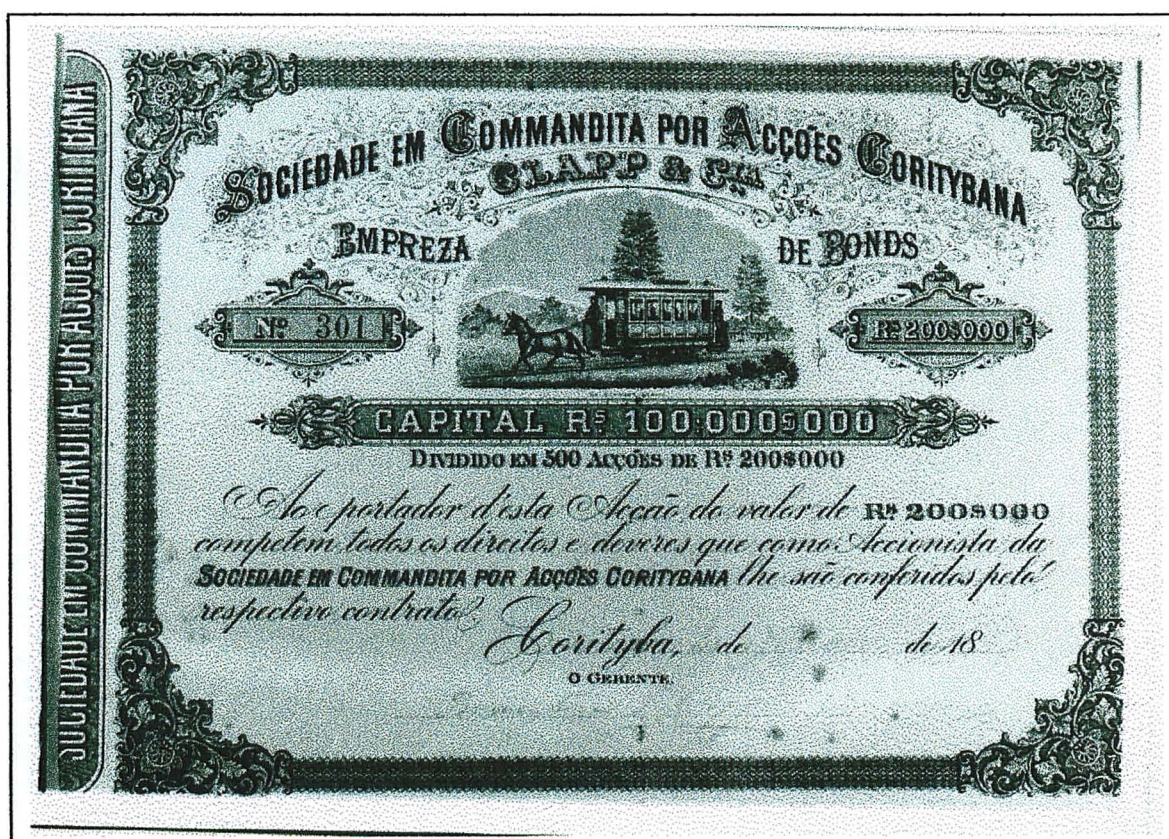 SOCIEDADE EM COMMANDITA POR ACÇÕES CORITYBANA
SOCIEDADE EM COMMANDITA POR ACÇÕES CORITYBANA
CLAPP & CIA
EMPREZA DE BONDS
Nº 301
Rs 200$000
CAPITAL Rs 100:000$000
DIVIDIDO EM 500 ACÇÕES DE Rs 200$000
Ao portador d'esta Acção do valor de Rs 200$000
competem todos os direitos e deveres que como Accionista da
SOCIEDADE EM COMMANDITA POR ACÇÕES CORITYBANA lhe são conferidos pelo
respectivo contrato.
Corityba, de de 18
O GERENTE